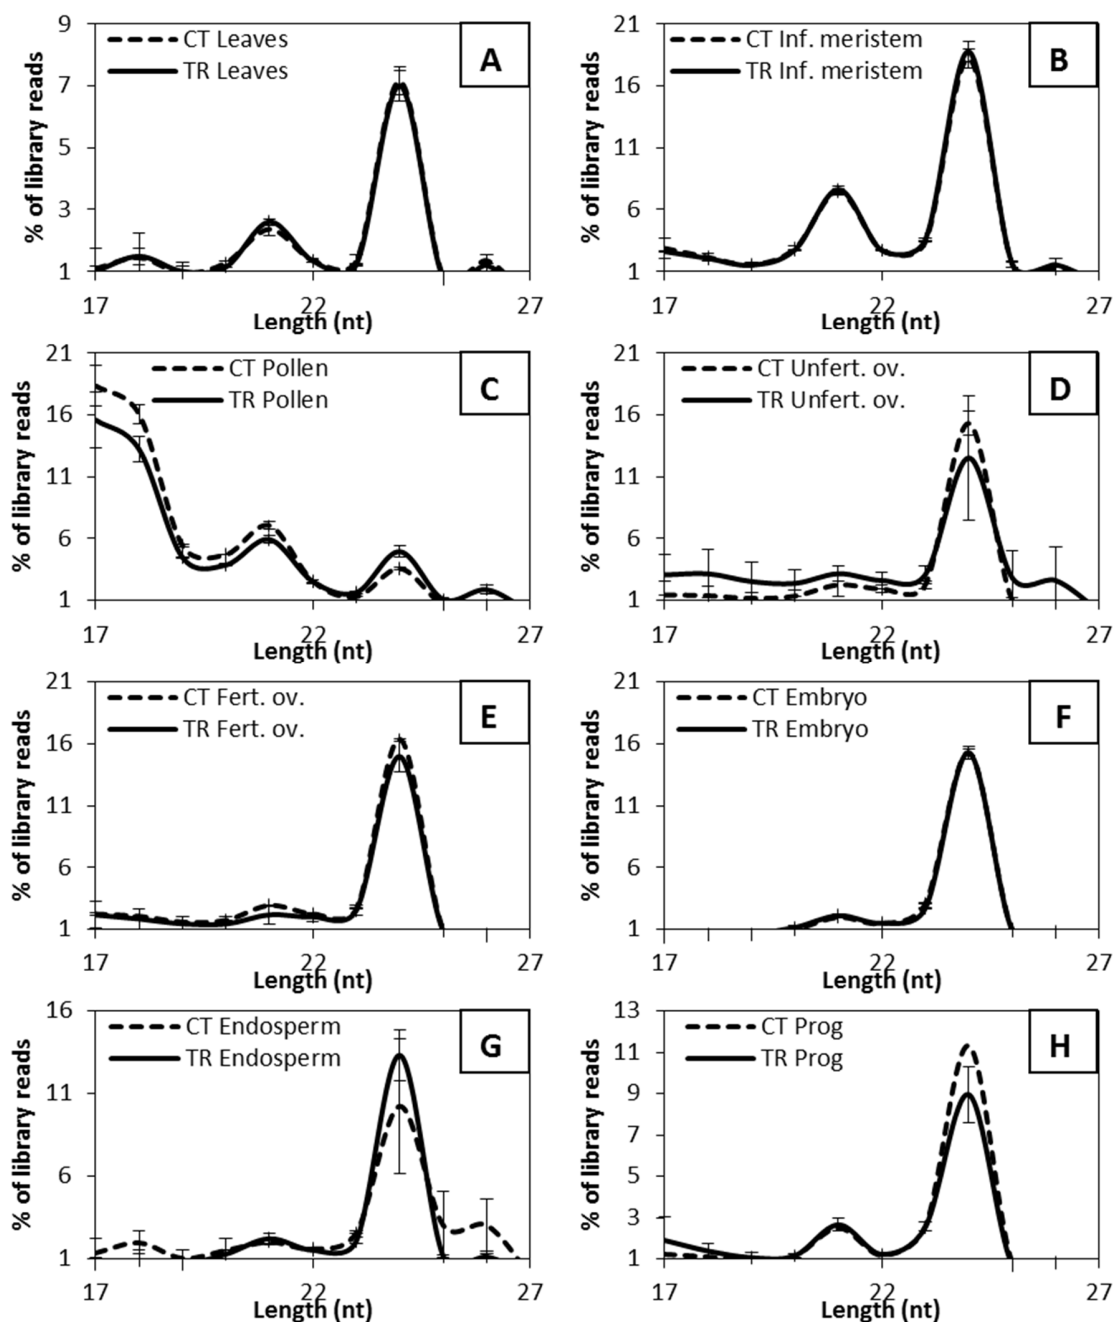 9
7
5
3
1
% of library reads
CT Leaves
TR Leaves
A
17
22
27
Length (nt)
21
16
11
6
1
% of library reads
CT Inf. meristem
TR Inf. meristem
B
17
22
27
Length (nt)
21
16
11
6
1
% of library reads
CT Pollen
TR Pollen
C
17
22
27
Length (nt)
21
16
11
6
1
% of library reads
CT Unfert. ov.
TR Unfert. ov.
D
17
22
27
Length (nt)
21
16
11
6
1
% of library reads
CT Fert. ov.
TR Fert. ov.
E
17
22
27
Length (nt)
21
16
11
6
1
% of library reads
CT Embryo
TR Embryo
F
17
22
27
Length (nt)
16
11
6
1
% of library reads
CT Endosperm
TR Endosperm
G
17
22
27
Length (nt)
13
11
9
7
5
3
1
% of library reads
CT Prog
TR Prog
H
17
22
27
Length (nt)